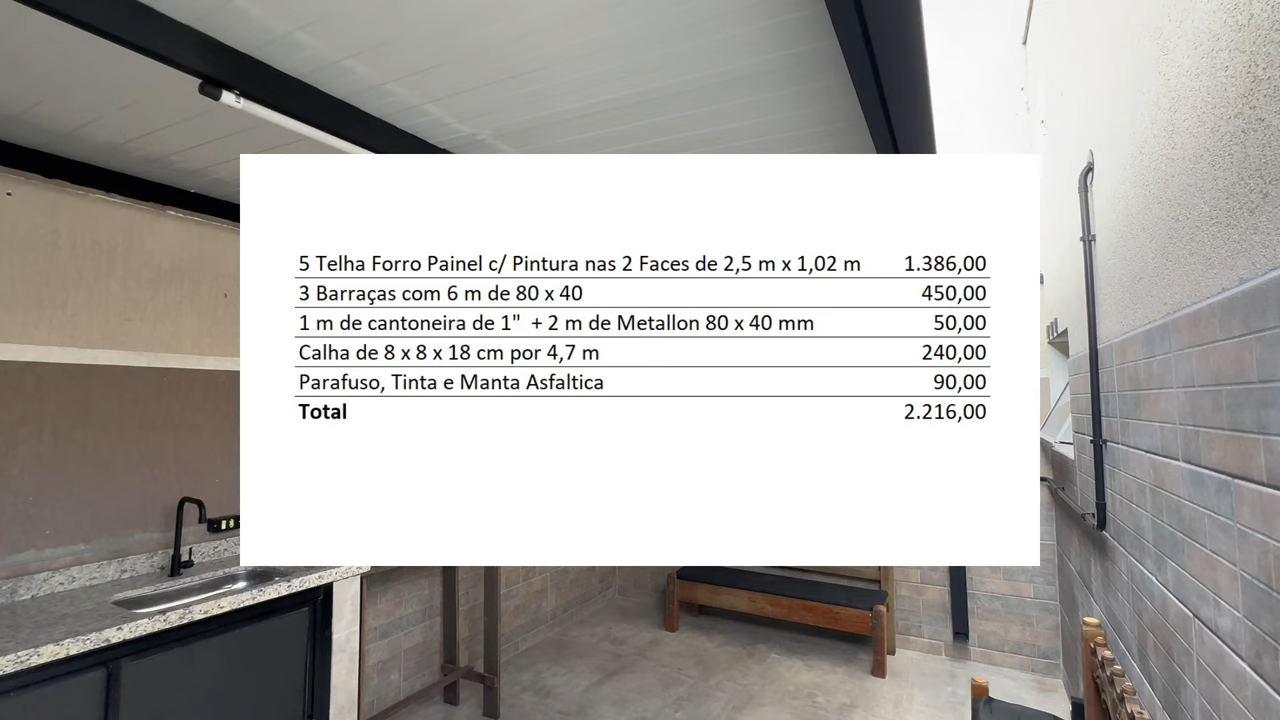 5 Telha Forro Painel c/ Pintura nas 2 Faces de 2,5 m x 1,02 m 1.386,00
3 Barraças com 6 m de 80 x 40 450,00
1 m de cantoneira de 1" + 2 m de Metallon 80 x 40 mm 50,00
Calha de 8 x 8 x 18 cm por 4,7 m 240,00
Parafuso, Tinta e Manta Asfaltica 90,00
Total 2.216,00